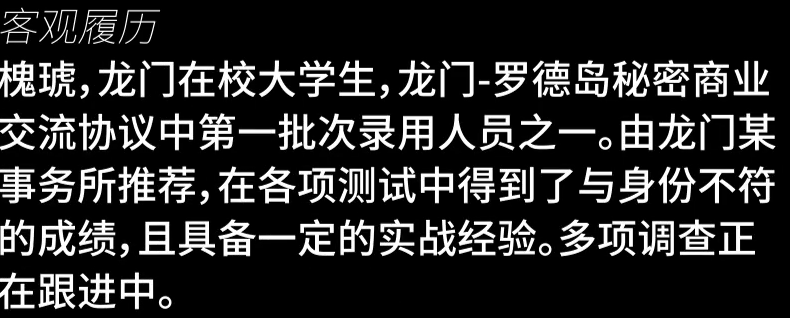 客观履历
槐琥，龙门在校大学生，龙门-罗德岛秘密商业
交流协议中第一批次录用人员之一。由龙门某
事务所推荐，在各项测试中得到了与身份不符
的成绩，且具备一定的实战经验。多项调查正
在跟进中。